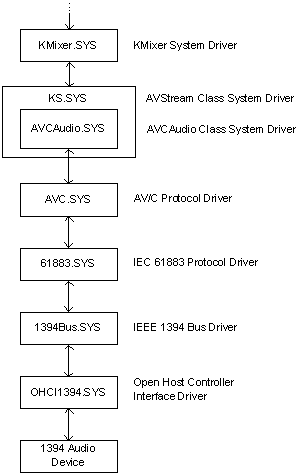 KMixer.SYS KMixer System Driver
KS.SYS AVStream Class System Driver
AVCAudio.SYS AVCAudio Class System Driver
AVC.SYS AV/C Protocol Driver
61883.SYS IEC 61883 Protocol Driver
1394Bus.SYS IEEE 1394 Bus Driver
OHCI1394.SYS Open Host Controller
Interface Driver
1394 Audio
Device